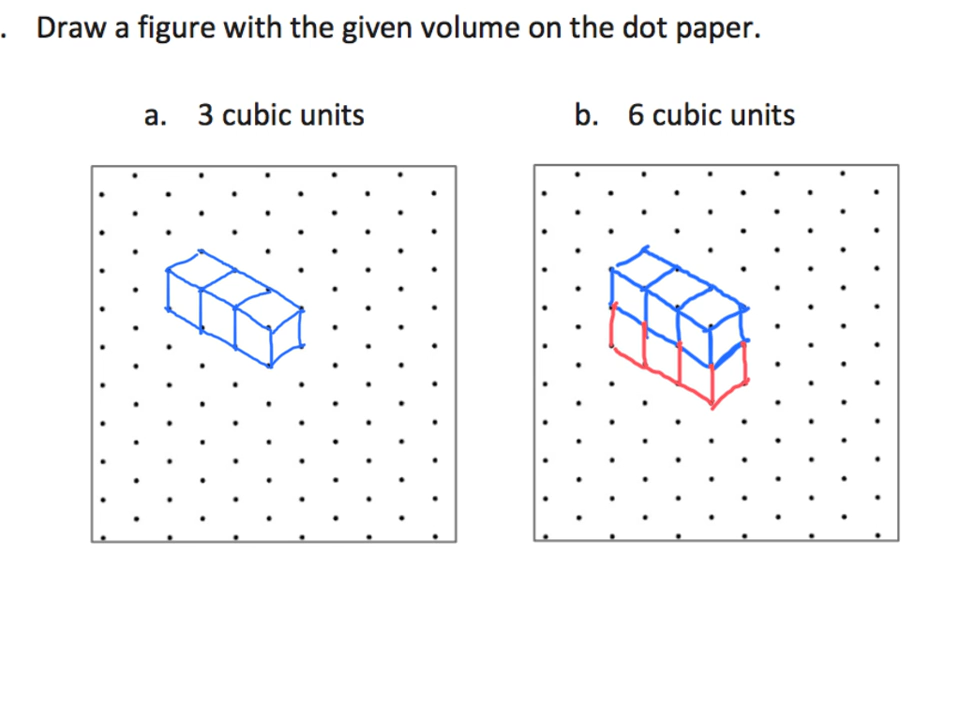 . Draw a figure with the given volume on the dot paper.
a. 3 cubic units
b. 6 cubic units